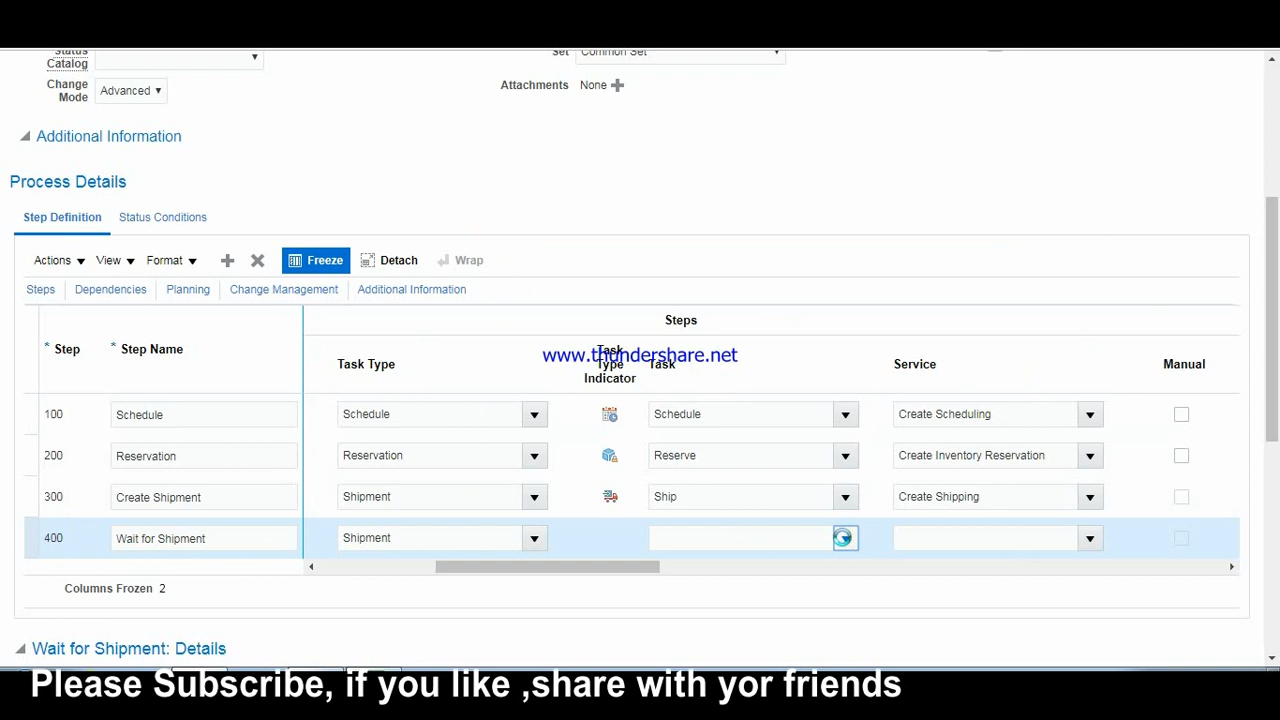 Status
Catalog
Set Common Set
Change
Mode
Advanced
Attachments None
Additional Information
Process Details
Step Definition Status Conditions
Actions View Format Freeze Detach Wrap
Steps Dependencies Planning Change Management Additional Information
Steps
* Step * Step Name Task Type Task Type Indicator Task Service Manual
www.thundershare.net
100 Schedule Schedule Schedule Create Scheduling
200 Reservation Reservation Reserve Create Inventory Reservation
300 Create Shipment Shipment Ship Create Shipping
400 Wait for Shipment Shipment
Columns Frozen 2
Wait for Shipment: Details
Please Subscribe, if you like ,share with yor friends